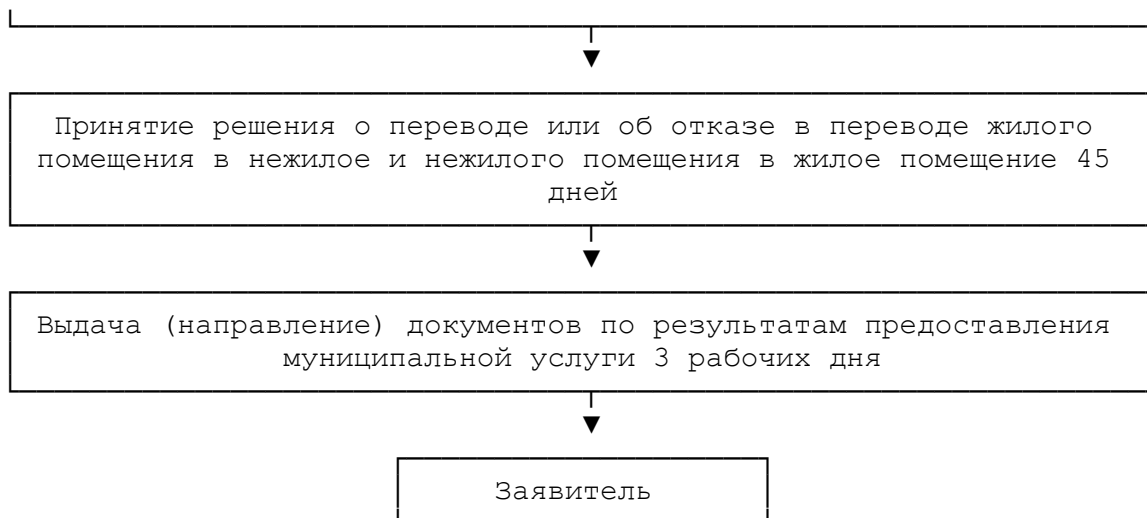 Принятие решения о переводе или об отказе в переводе жилого
помещения в нежилое и нежилого помещения в жилое помещение 45
дней
Выдача (направление) документов по результатам предоставления
муниципальной услуги 3 рабочих дня
Заявитель